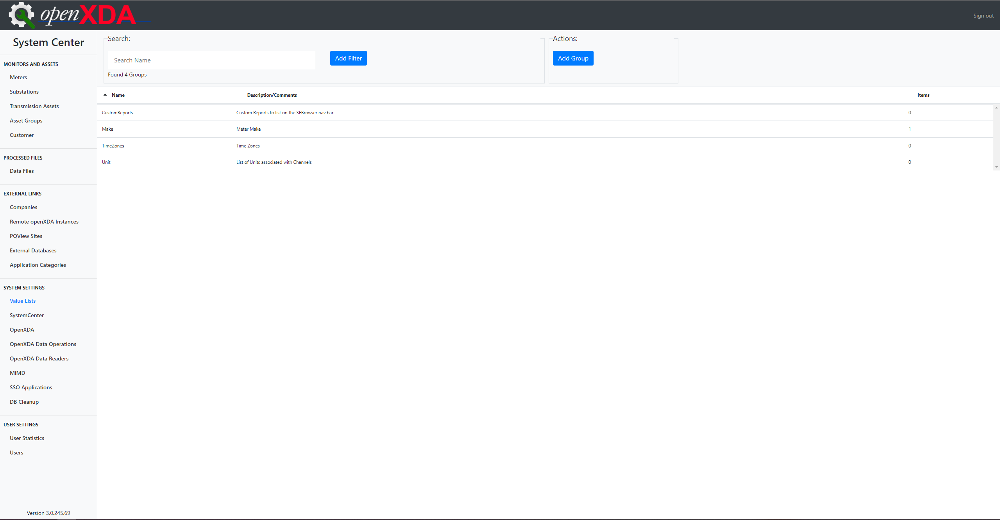 openXDA
Sign out
System Center
MONITORS AND ASSETS
Meters
Substations
Transmission Assets
Asset Groups
Customer
PROCESSED FILES
Data Files
EXTERNAL LINKS
Companies
Remote openXDA Instances
PQView Sites
External Databases
Application Categories
SYSTEM SETTINGS
Value Lists
SystemCenter
OpenXDA
OpenXDA Data Operations
OpenXDA Data Readers
MiMD
SSO Applications
DB Cleanup
USER SETTINGS
User Statistics
Users
Version 3.0.245.69
Search:
Search Name
Add Filter
Found 4 Groups
Actions:
Add Group
Name Description/Comments Items
CustomReports Custom Reports to list on the SEBrowser nav bar 0
Make Meter Make 1
TimeZones Time Zones 0
Unit List of Units associated with Channels 0